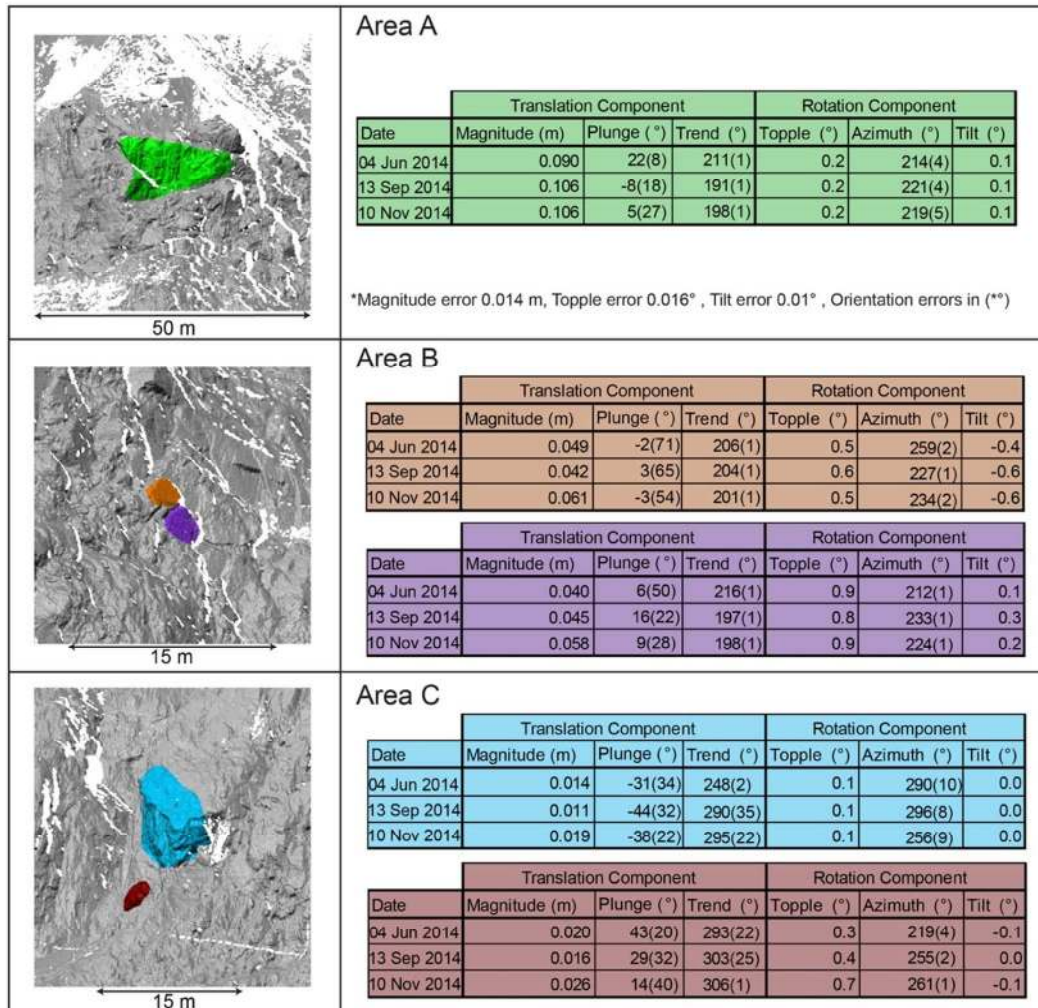 Area A
Translation Component Rotation Component
Date Magnitude (m) Plunge (°) Trend (°) Topple (°) Azimuth (°) Tilt (°)
04 Jun 2014 0.090 22(8) 211(1) 0.2 214(4) 0.1
13 Sep 2014 0.106 -8(18) 191(1) 0.2 221(4) 0.1
10 Nov 2014 0.106 5(27) 198(1) 0.2 219(5) 0.1
*Magnitude error 0.014 m, Topple error 0.016° , Tilt error 0.01° , Orientation errors in (*°)
50 m
Area B
Translation Component Rotation Component
Date Magnitude (m) Plunge (°) Trend (°) Topple (°) Azimuth (°) Tilt (°)
04 Jun 2014 0.049 -2(71) 206(1) 0.5 259(2) -0.4
13 Sep 2014 0.042 3(65) 204(1) 0.6 227(1) -0.6
10 Nov 2014 0.061 -3(54) 201(1) 0.5 234(2) -0.6
Translation Component Rotation Component
Date Magnitude (m) Plunge (°) Trend (°) Topple (°) Azimuth (°) Tilt (°)
04 Jun 2014 0.040 6(50) 216(1) 0.9 212(1) 0.1
13 Sep 2014 0.045 16(22) 197(1) 0.8 233(1) 0.3
10 Nov 2014 0.058 9(28) 198(1) 0.9 224(1) 0.2
15 m
Area C
Translation Component Rotation Component
Date Magnitude (m) Plunge (°) Trend (°) Topple (°) Azimuth (°) Tilt (°)
04 Jun 2014 0.014 -31(34) 248(2) 0.1 290(10) 0.0
13 Sep 2014 0.011 -44(32) 290(35) 0.1 296(8) 0.0
10 Nov 2014 0.019 -38(22) 295(22) 0.1 256(9) 0.0
Translation Component Rotation Component
Date Magnitude (m) Plunge (°) Trend (°) Topple (°) Azimuth (°) Tilt (°)
04 Jun 2014 0.020 43(20) 293(22) 0.3 219(4) -0.1
13 Sep 2014 0.016 29(32) 303(25) 0.4 255(2) 0.0
10 Nov 2014 0.026 14(40) 306(1) 0.7 261(1) -0.1
15 m